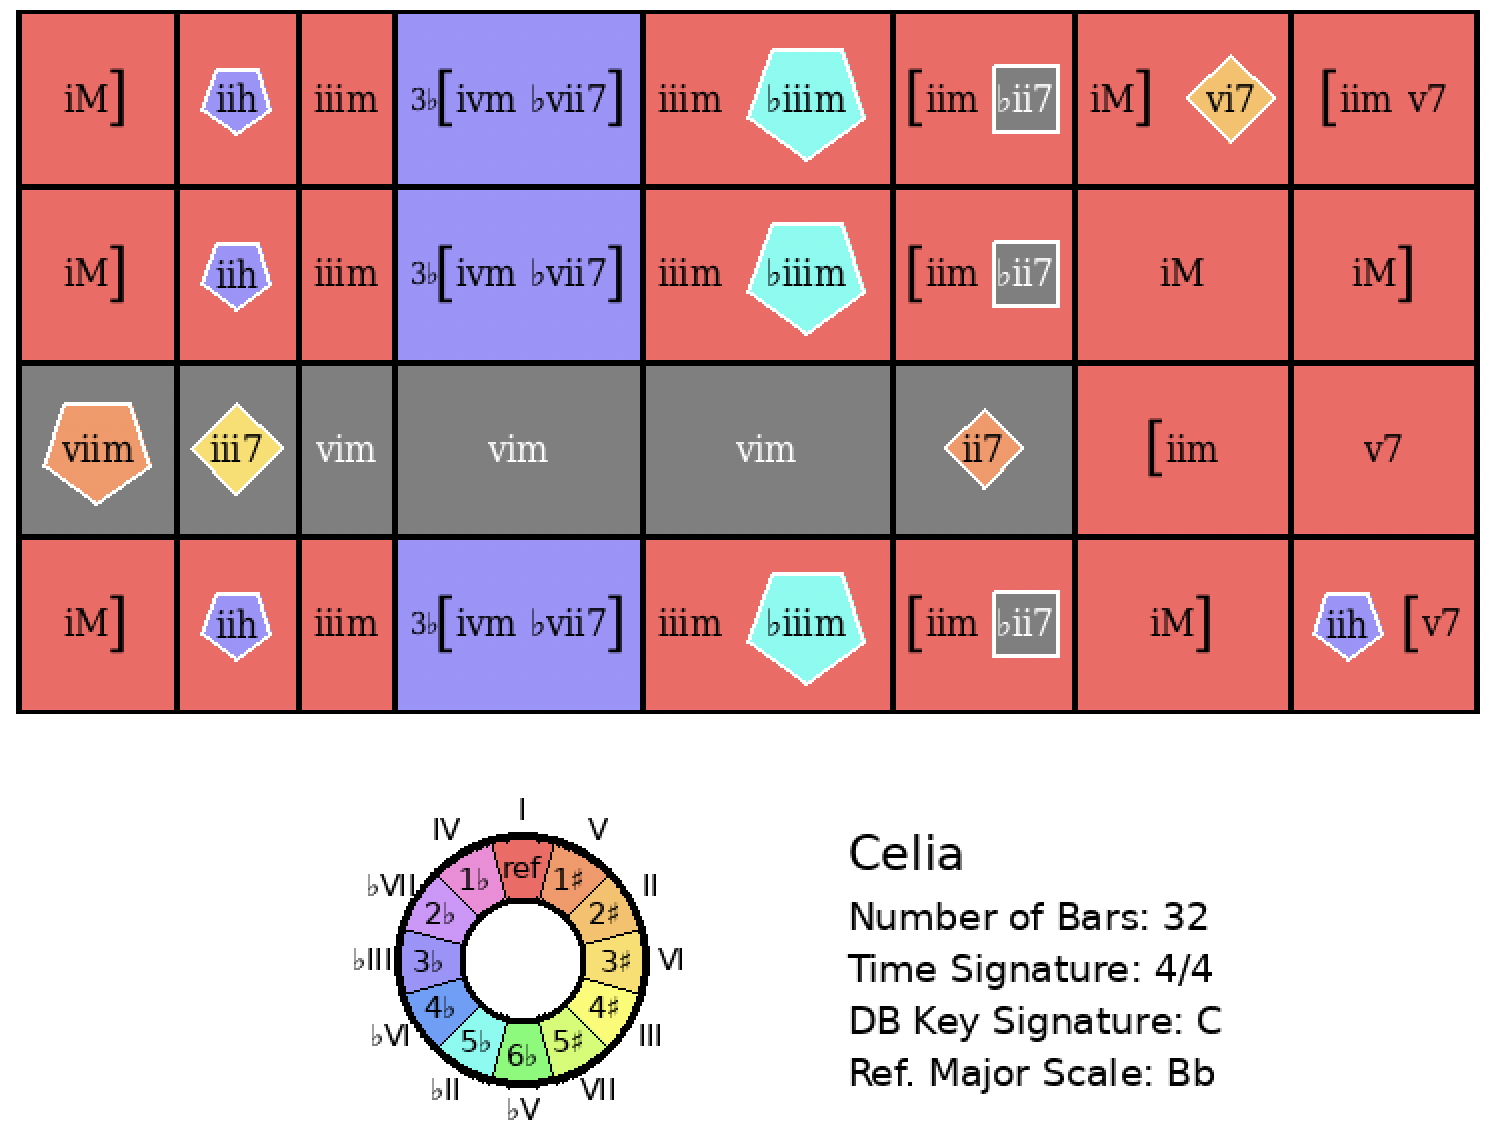 iM] iih iiim 3♭[ivm ♭vii7] iiim ♭iiim [iim ♭ii7 iM] vi7 [iim v7
iM] iih iiim 3♭[ivm ♭vii7] iiim ♭iiim [iim ♭ii7 iM iM]
viim iii7 vim vim vim ii7 [iim v7
iM] iih iiim 3♭[ivm ♭vii7] iiim ♭iiim [iim ♭ii7 iM] iih [v7
I
IV V
ref
1♭ 1♯
♭VII II
2♭ 2♯
♭III 3♭ 3♯ VI
4♭ 4♯
♭VI III
5♭ 6♭ 5♯
♭II VII
♭V
Celia
Number of Bars: 32
Time Signature: 4/4
DB Key Signature: C
Ref. Major Scale: Bb